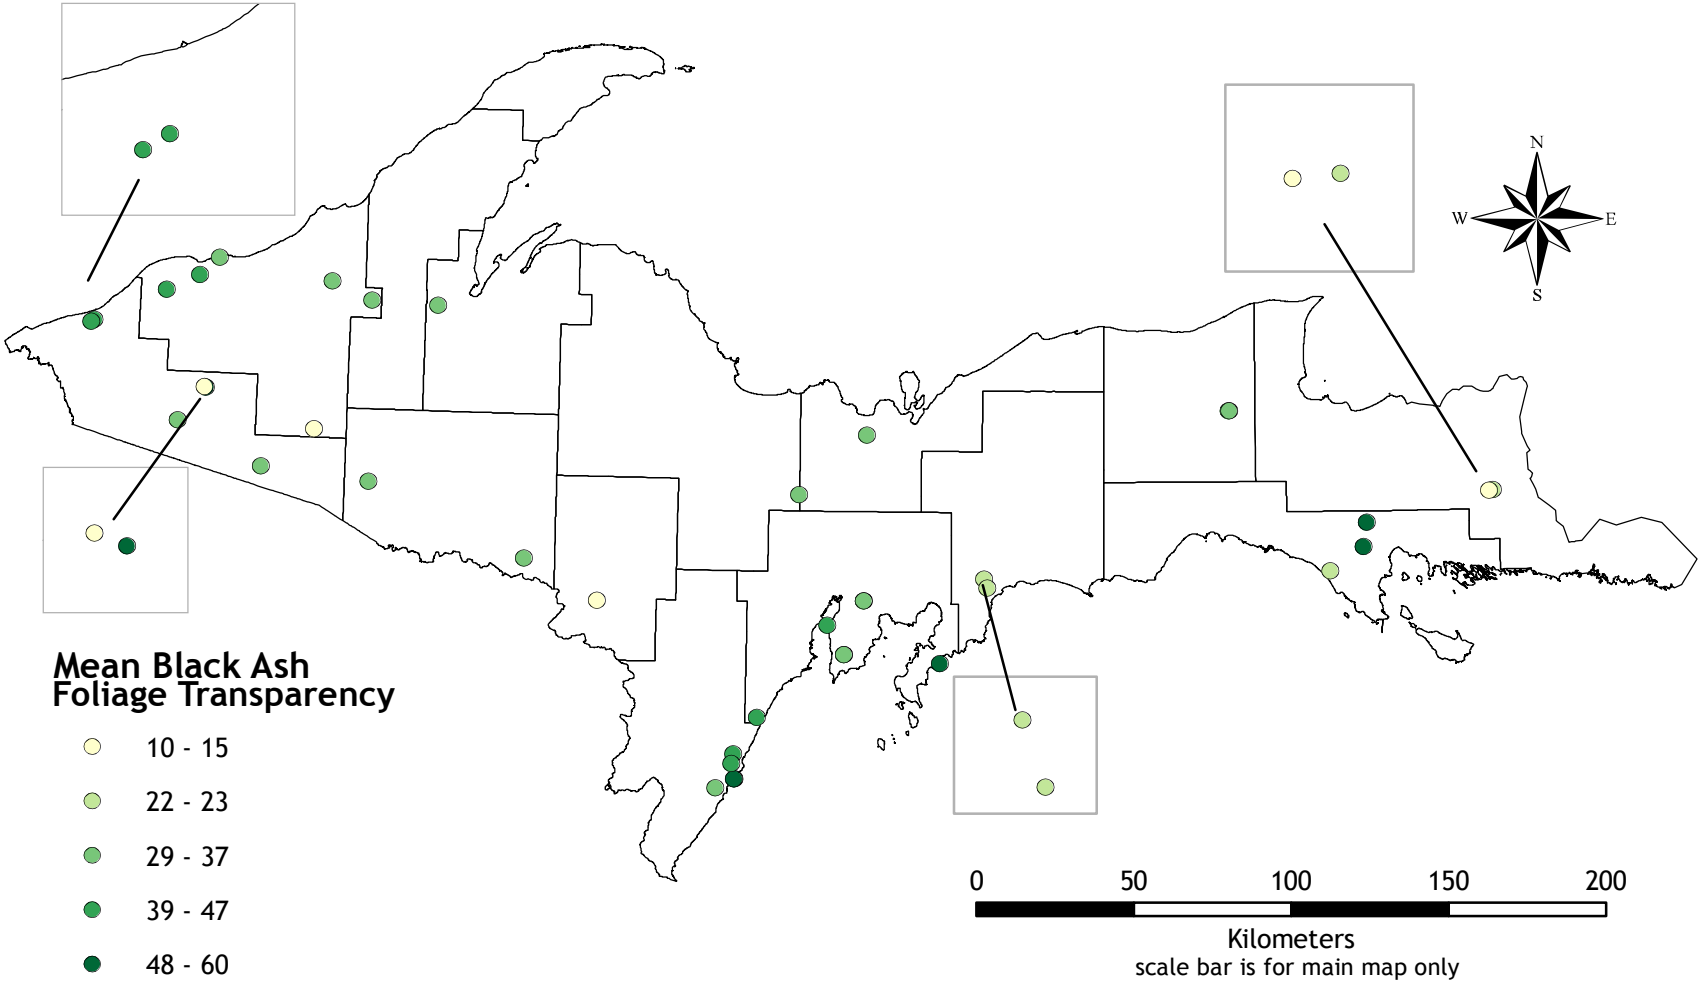 N
W E
S
Mean Black Ash
Foliage Transparency
10 - 15
22 - 23
29 - 37
39 - 47
48 - 60
0 50 100 150 200
Kilometers
scale bar is for main map only